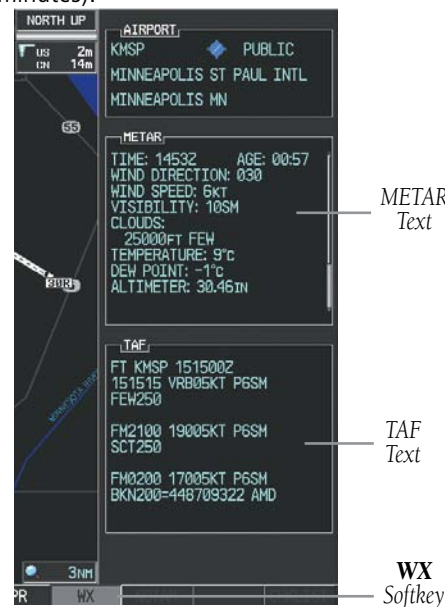 minutes).
NORTH UP
US 2m
CN 14m
55
AIRPORT
KMSP PUBLIC
MINNEAPOLIS ST PAUL INTL
MINNEAPOLIS MN
METAR
TIME: 1453Z AGE: 00:57
WIND DIRECTION: 030
WIND SPEED: 6KT
VISIBILITY: 10SM
CLOUDS:
25000FT FEW
TEMPERATURE: 9°C
DEW POINT: -1°C
ALTIMETER: 30.46IN
METAR
Text
TAF
FT KMSP 151500Z
151515 VRB05KT P6SM
FEW250
FM2100 19005KT P6SM
SCT250
FM0200 17005KT P6SM
BKN200=448709322 AMD
TAF
Text
3NM
PR WX
WX
Softkey